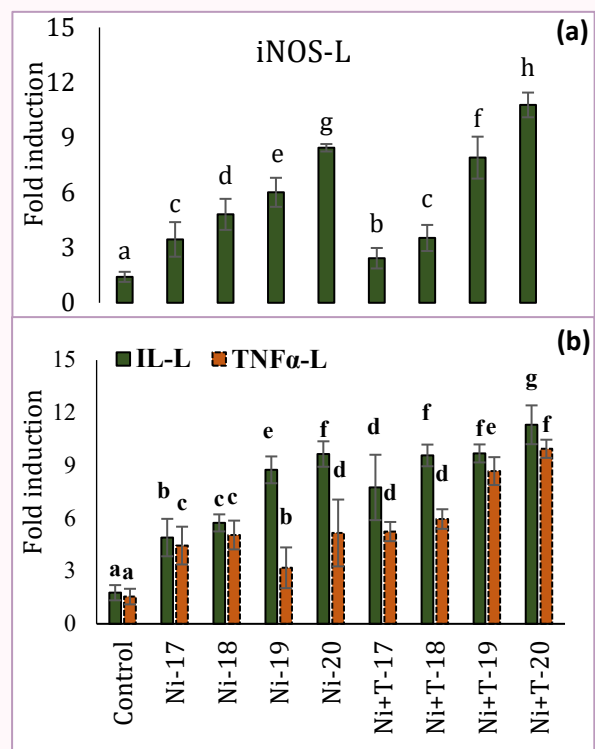 (a)
iNOS-L
Fold induction
15
12
9
6
3
0
a c d e g b c f h
(b)
IL-L TNFα-L
Fold induction
15
12
9
6
3
0
a a b c c c e b f d d d f d f e g f
Control
Ni-17
Ni-18
Ni-19
Ni-20
Ni+T-17
Ni+T-18
Ni+T-19
Ni+T-20